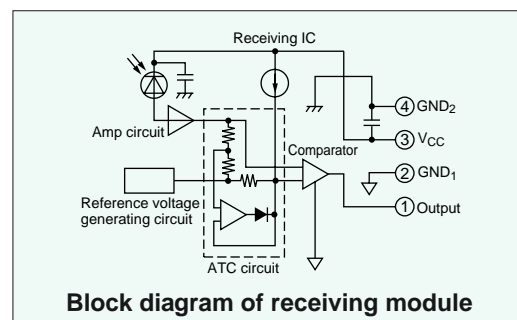 Receiving IC
Amp circuit
④ GND₂
③ VCC
Comparator
② GND₁
Reference voltage
generating circuit
① Output
ATC circuit
Block diagram of receiving module